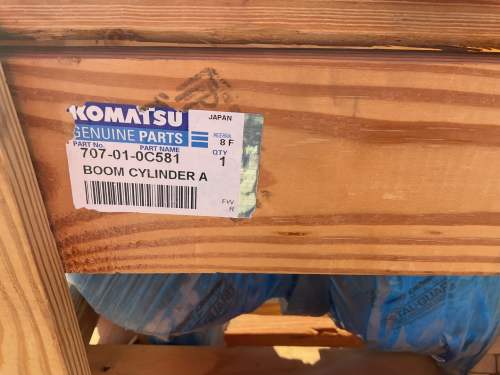 KOMATSU
JAPAN
GENUINE PARTS
PART No.
PART NAME
8 F
707-01-0C581
QTY
1
BOOM CYLINDER A
R